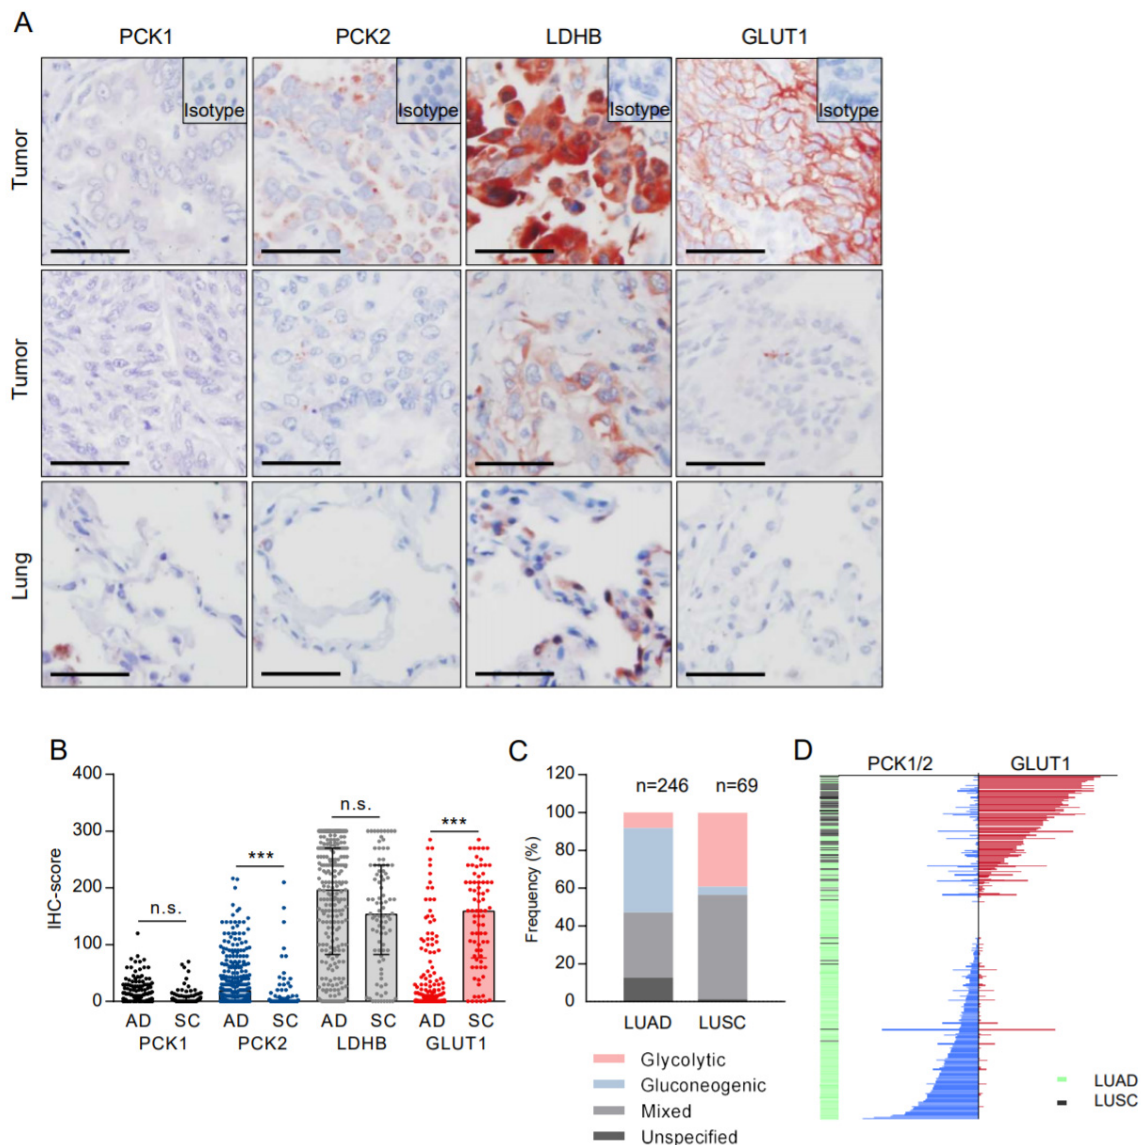 A
PCK1 PCK2 LDHB GLUT1
Tumor
Isotype Isotype Isotype Isotype
Tumor
Lung
B
IHC-score
400
300
200
100
0
n.s.
***
n.s.
***
AD SC AD SC AD SC AD SC
PCK1 PCK2 LDHB GLUT1
C
Frequency (%)
120
100
80
60
40
20
0
n=246 n=69
LUAD LUSC
Glycolytic
Gluconeogenic
Mixed
Unspecified
D
PCK1/2 GLUT1
LUAD
LUSC